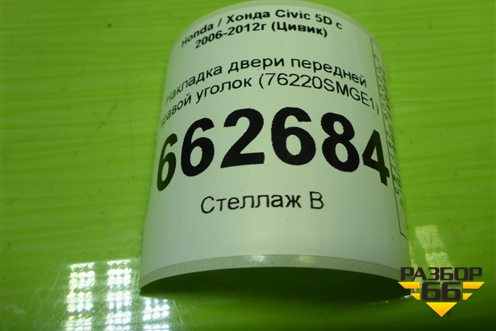 Honda / Хонда Civic 5D с
2006-2012г (Цивик)
Накладка двери передней
правой уголок (76220SMGE1)
662684
Стеллаж В
РАЗБОР
66